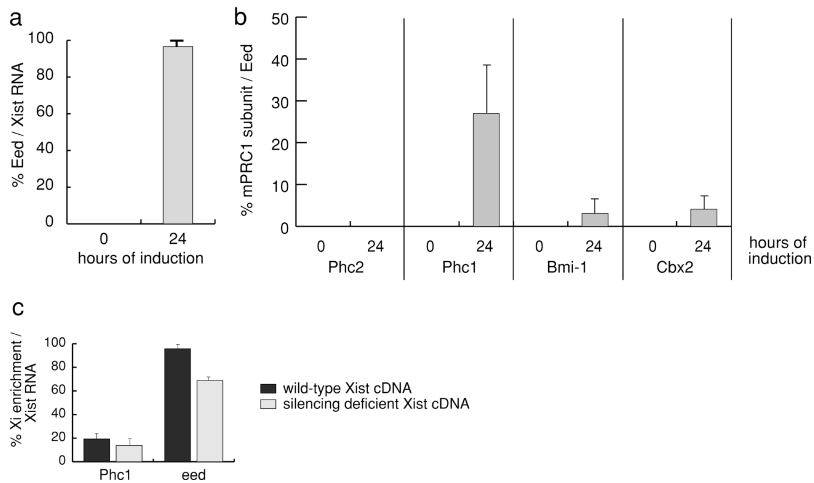 a
% Eed / Xist RNA
100
80
60
40
20
0
0 24
hours of induction
b
% mPRC1 subunit / Eed
50
40
30
20
10
0
0 24 0 24 0 24 0 24
Phc2 Phc1 Bmi-1 Cbx2
hours of
induction
c
% Xi enrichment /
Xist RNA
100
80
60
40
20
0
Phc1 eed
wild-type Xist cDNA
silencing deficient Xist cDNA